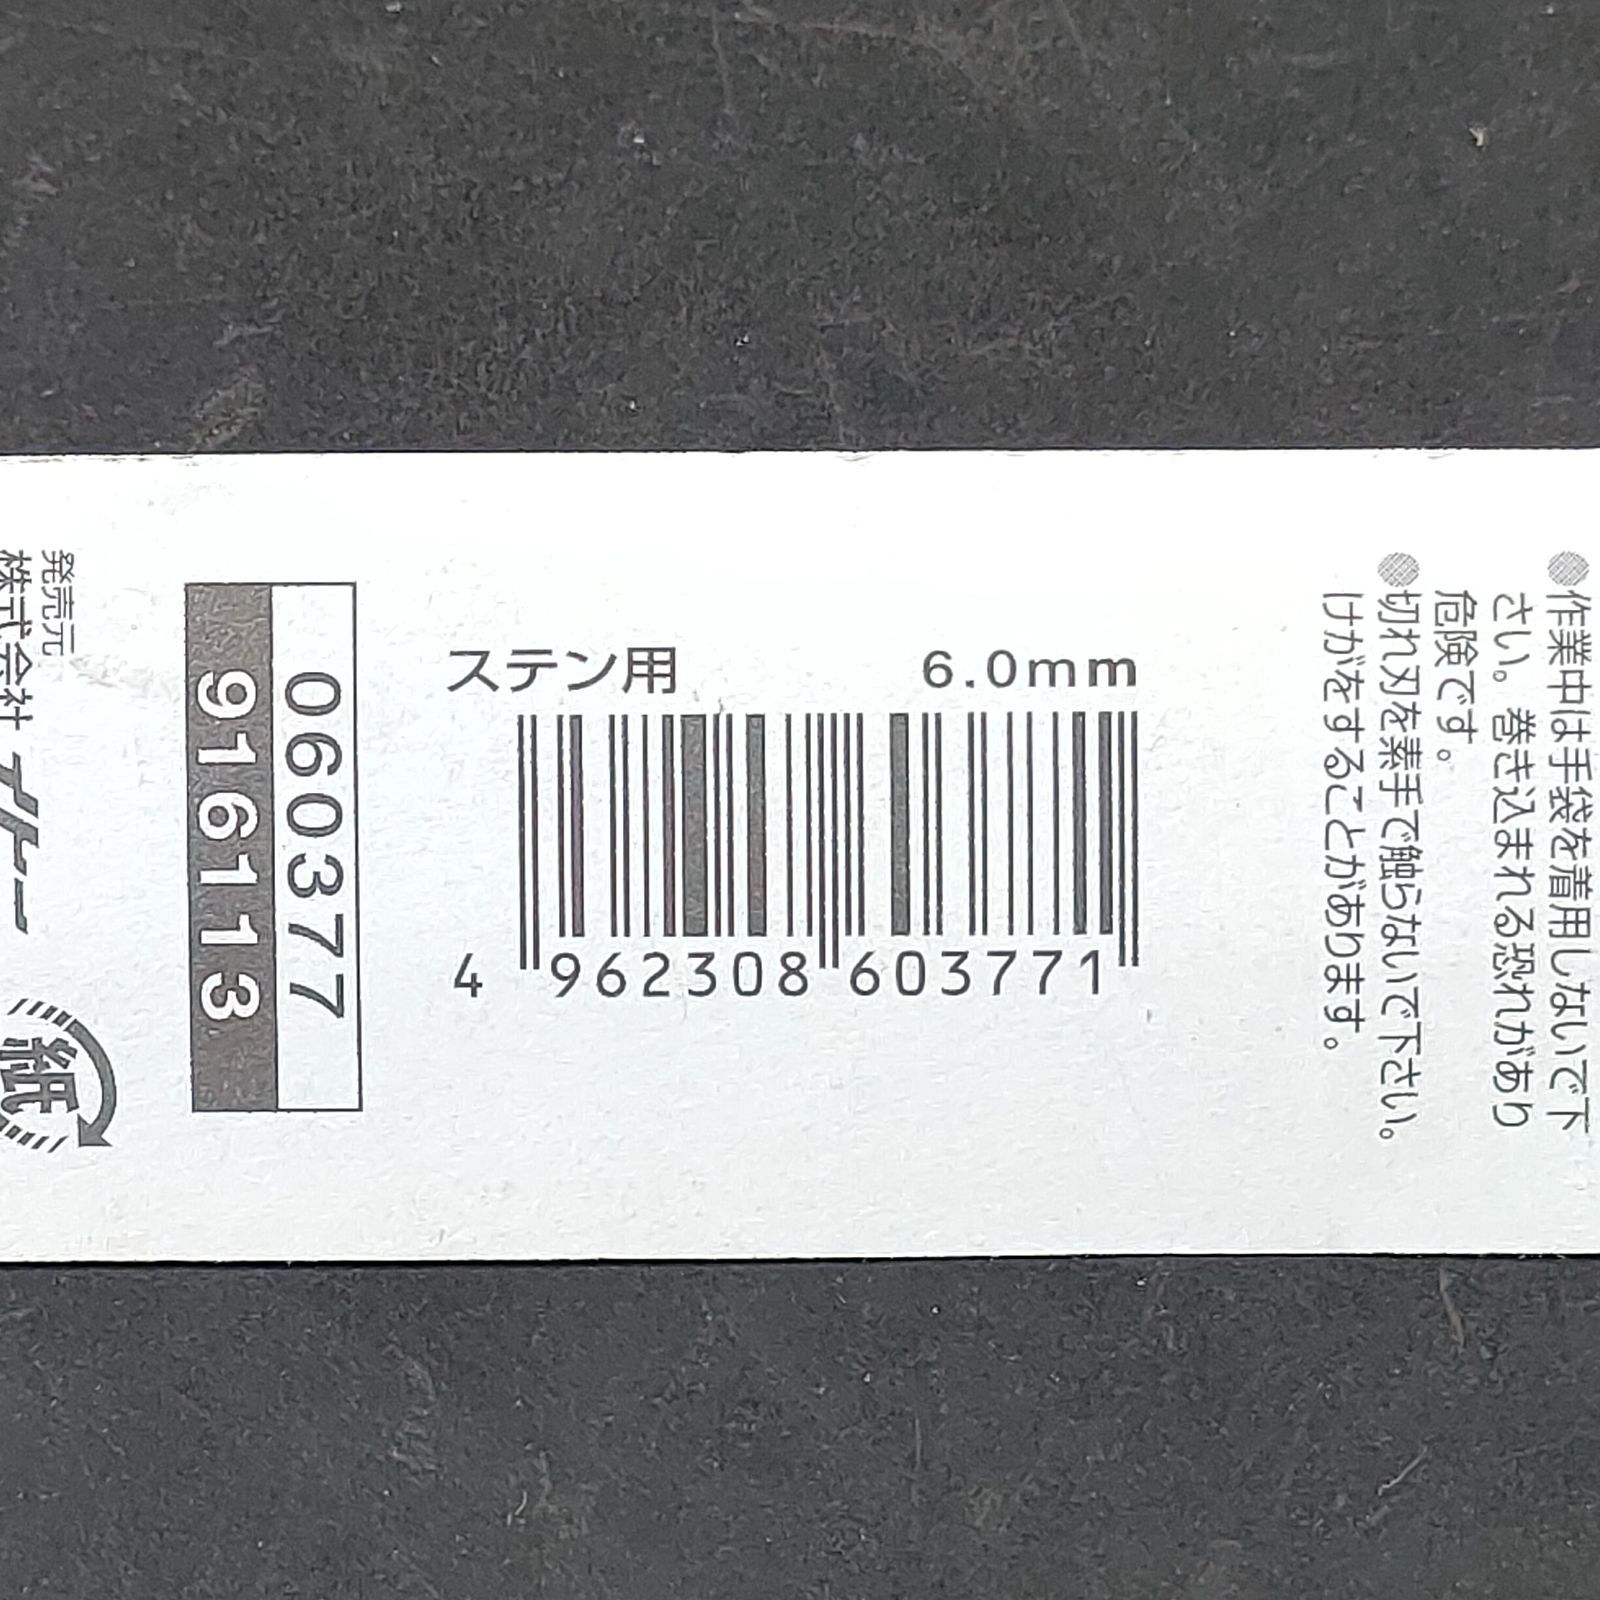 ステン用 6.0mm
4 962308 603771
●作業中は手袋を着用しないで下
さい。巻き込まれる恐れがあり
危険です。
●切れ刃を素手で触らないで下さい。
けがをすることがあります。
060377
916113
発売元
株式会社
紙